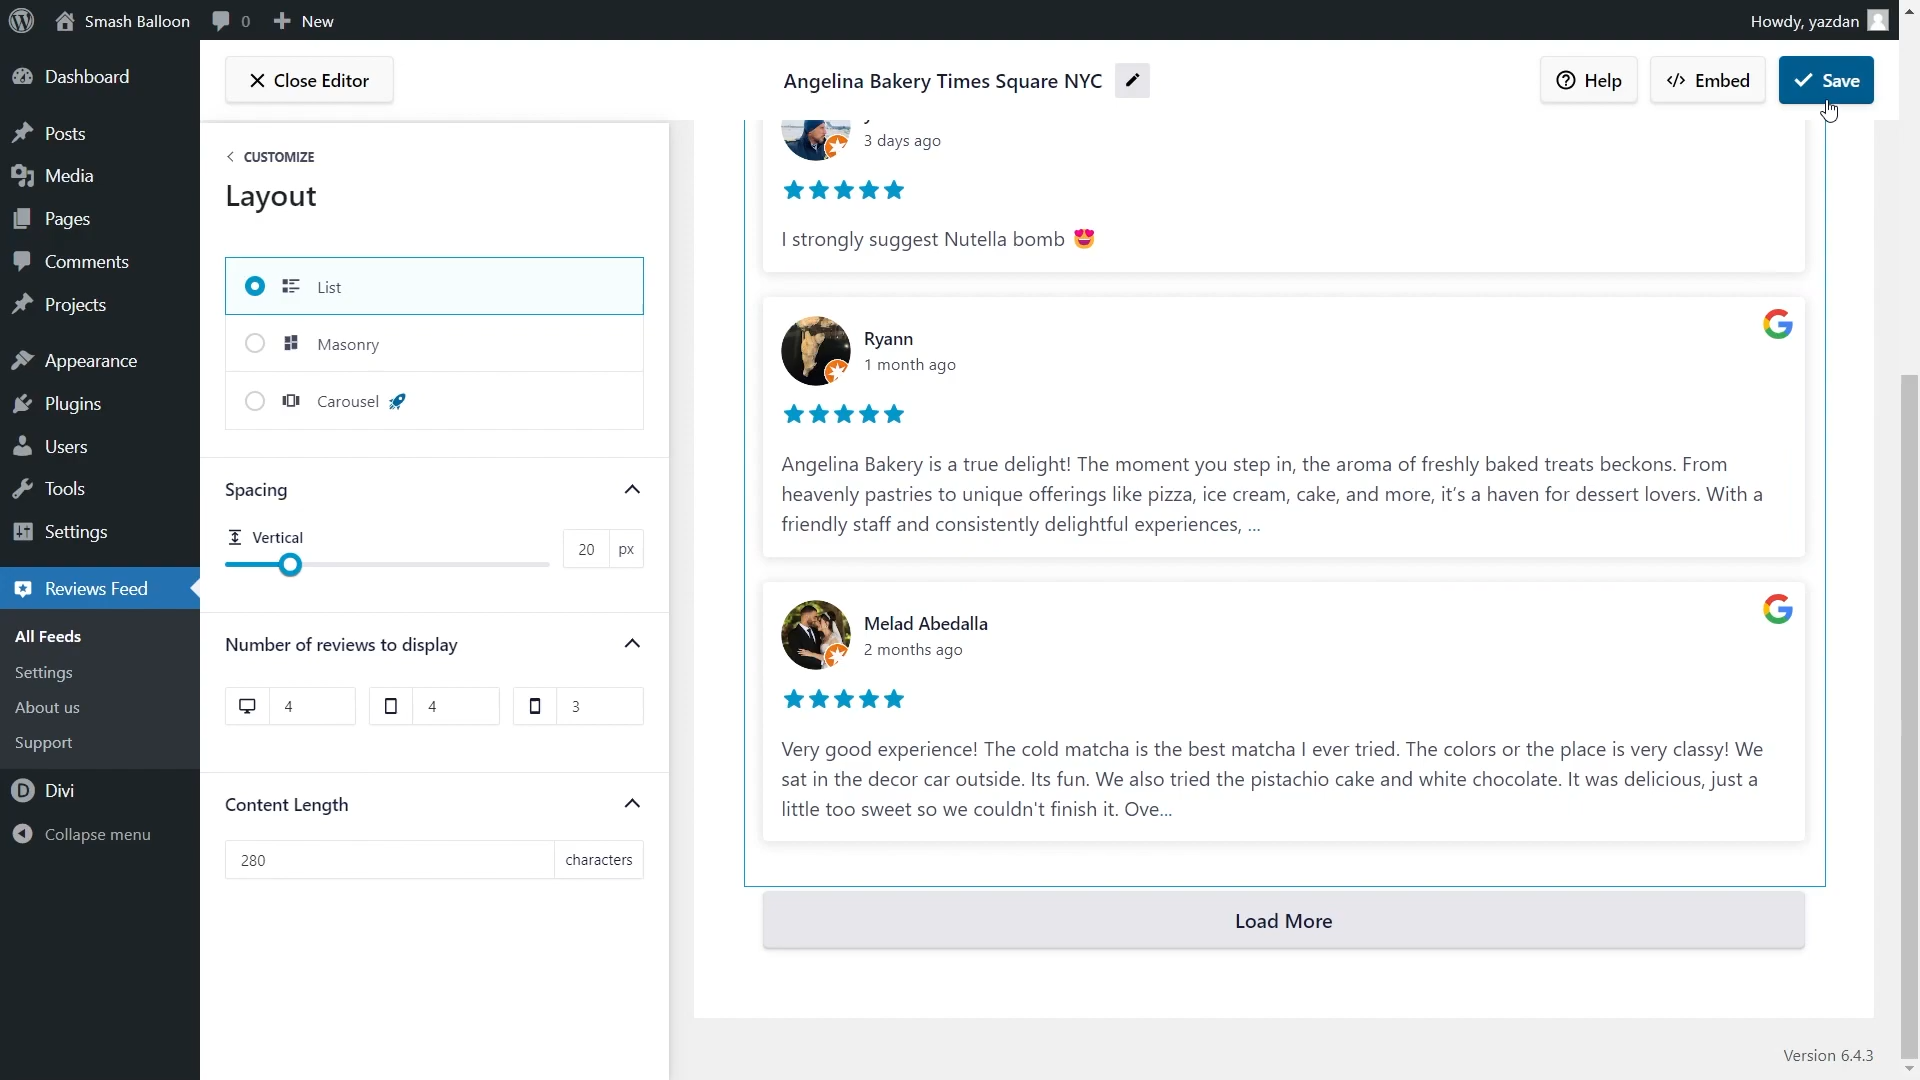 Smash Balloon
0
New
Howdy, yazdan
Dashboard
Posts
Media
Pages
Comments
Projects
Appearance
Plugins
Users
Tools
Settings
Reviews Feed
All Feeds
Settings
About us
Support
Divi
Collapse menu
Close Editor
Angelina Bakery Times Square NYC
Help
Embed
Save
CUSTOMIZE
Layout
List
Masonry
Carousel
Spacing
Vertical
20 px
Number of reviews to display
4 4 3
Content Length
280 characters
3 days ago
I strongly suggest Nutella bomb 😍
Ryann
1 month ago
Angelina Bakery is a true delight! The moment you step in, the aroma of freshly baked treats beckons. From
heavenly pastries to unique offerings like pizza, ice cream, cake, and more, it’s a haven for dessert lovers. With a
friendly staff and consistently delightful experiences, ...
Melad Abedalla
2 months ago
Very good experience! The cold matcha is the best matcha I ever tried. The colors or the place is very classy! We
sat in the decor car outside. Its fun. We also tried the pistachio cake and white chocolate. It was delicious, just a
little too sweet so we couldn't finish it. Ove...
Load More
Version 6.4.3